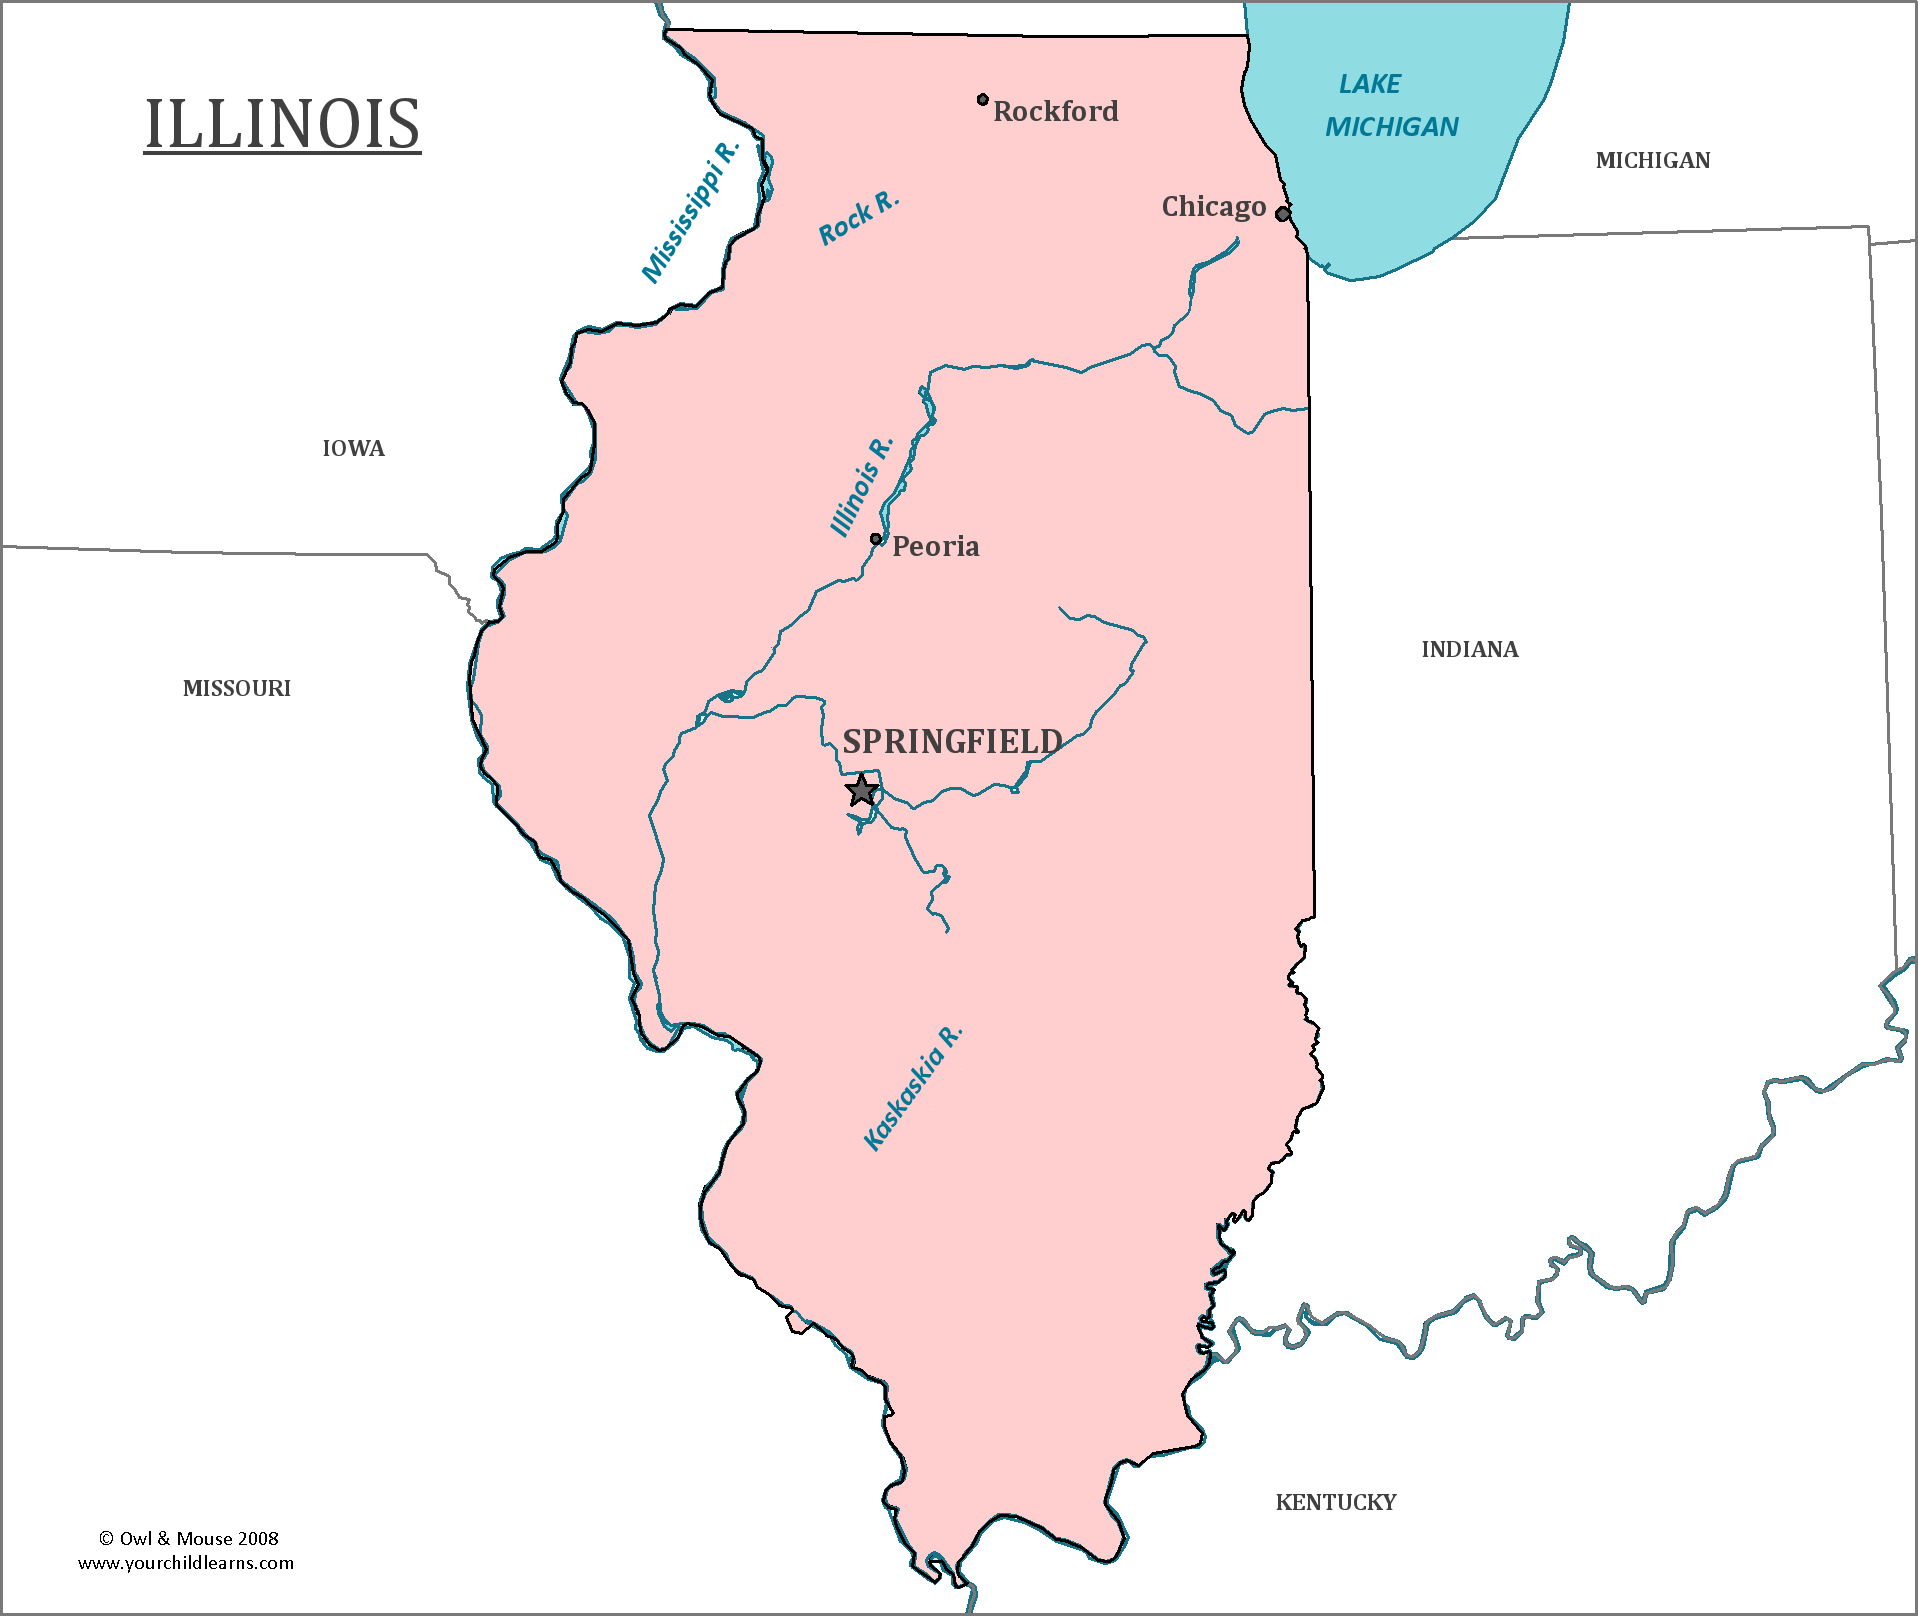 ILLINOIS
LAKE
MICHIGAN
Rockford
Mississippi R.
MICHIGAN
Rock R.
Chicago
IOWA
Illinois R.
Peoria
INDIANA
MISSOURI
SPRINGFIELD
Kaskaskia R.
KENTUCKY
© Owl & Mouse 2008
www.yourchildlearns.com